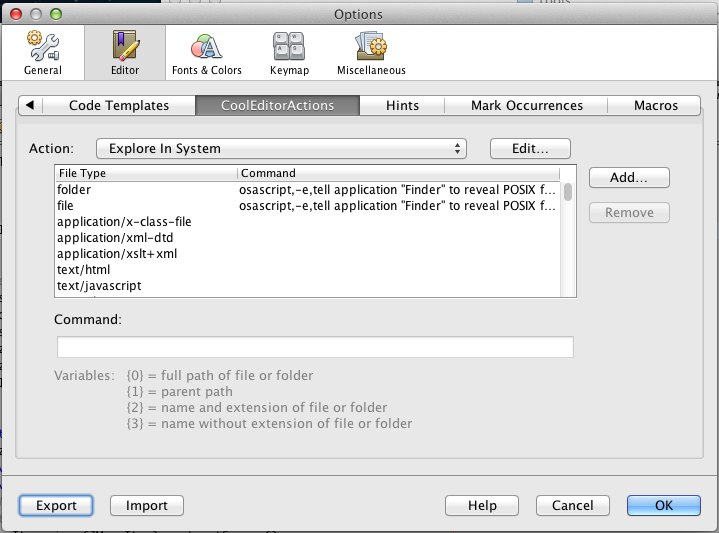 Options
General
Editor
Fonts & Colors
Keymap
Miscellaneous
Code Templates
CoolEditorActions
Hints
Mark Occurrences
Macros
Action:
Explore In System
Edit...
File Type
Command
folder
osascript,-e,tell application "Finder" to reveal POSIX f...
file
osascript,-e,tell application "Finder" to reveal POSIX f...
application/x-class-file
application/xml-dtd
application/xslt+xml
text/html
text/javascript
Add...
Remove
Command:
Variables: {0} = full path of file or folder
{1} = parent path
{2} = name and extension of file or folder
{3} = name without extension of file or folder
Export
Import
Help
Cancel
OK